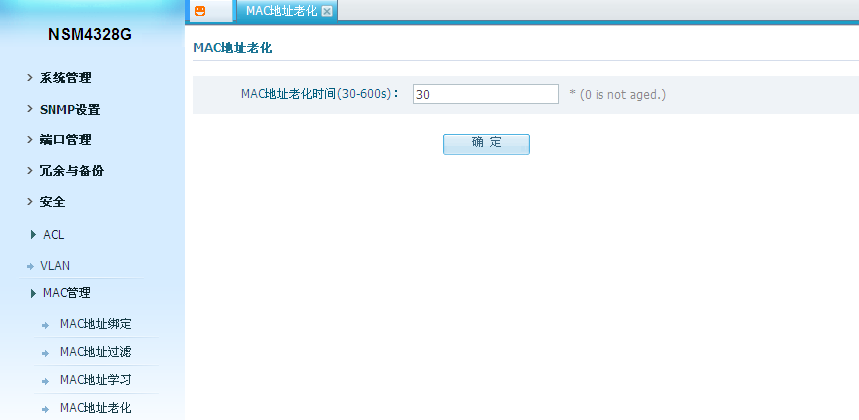 NSM4328G
系统管理
SNMP设置
端口管理
冗余与备份
安全
ACL
VLAN
MAC管理
MAC地址绑定
MAC地址过滤
MAC地址学习
MAC地址老化
MAC地址老化
MAC地址老化
MAC地址老化时间(30-600s)： 30 * (0 is not aged.)
确 定